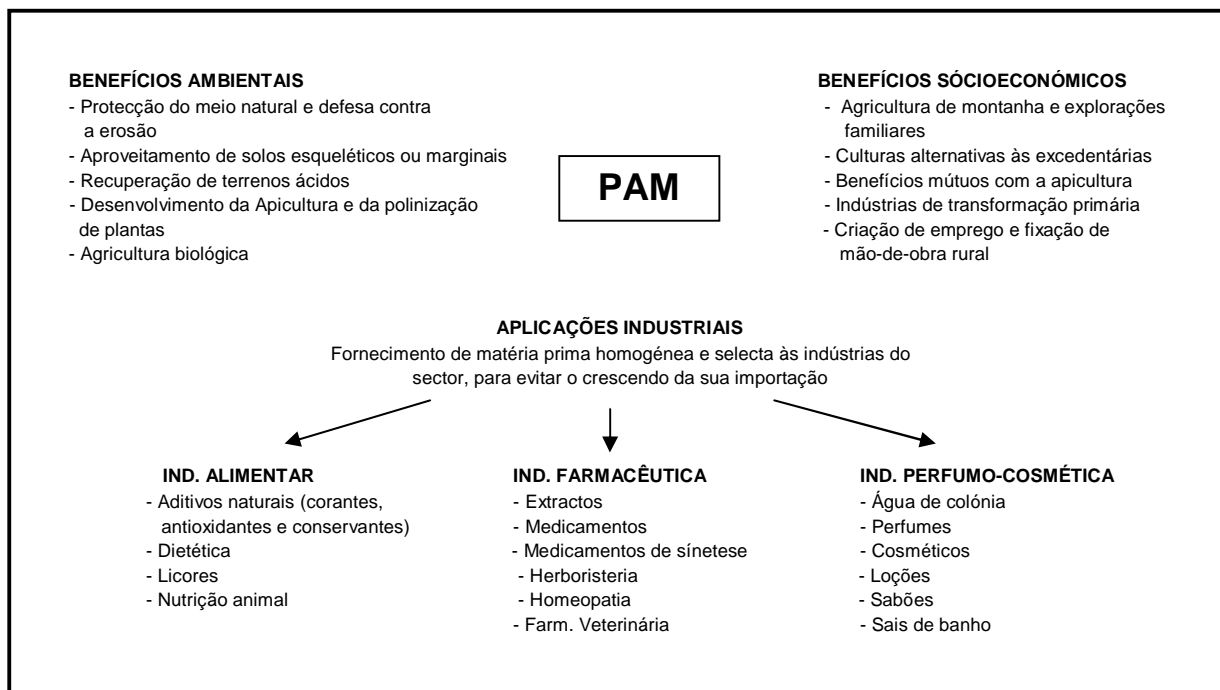 BENEFÍCIOS AMBIENTAIS
- Protecção do meio natural e defesa contra
a erosão
- Aproveitamento de solos esqueléticos ou marginais
- Recuperação de terrenos ácidos
- Desenvolvimento da Apicultura e da polinização
de plantas
- Agricultura biológica
PAM
BENEFÍCIOS SÓCIOECONÓMICOS
- Agricultura de montanha e explorações
familiares
- Culturas alternativas às excedentárias
- Benefícios mútuos com a apicultura
- Indústrias de transformação primária
- Criação de emprego e fixação de
mão-de-obra rural
APLICAÇÕES INDUSTRIAIS
Fornecimento de matéria prima homogénea e selecta às indústrias do
sector, para evitar o crescendo da sua importação
IND. ALIMENTAR
- Aditivos naturais (corantes,
antioxidantes e conservantes)
- Dietética
- Licores
- Nutrição animal
IND. FARMACÊUTICA
- Extractos
- Medicamentos
- Medicamentos de sínetese
- Herboristeria
- Homeopatia
- Farm. Veterinária
IND. PERFUMO-COSMÉTICA
- Água de colónia
- Perfumes
- Cosméticos
- Loções
- Sabões
- Sais de banho